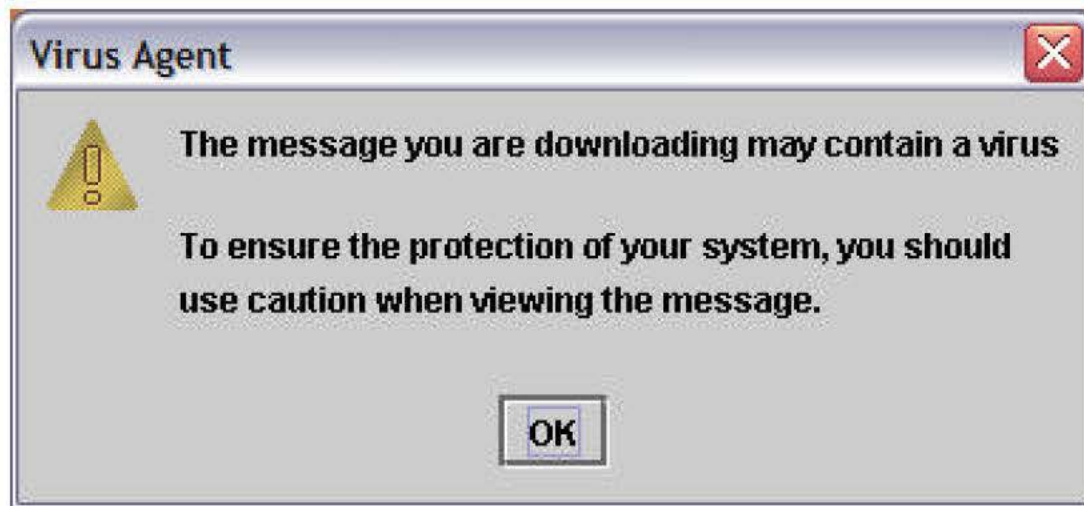 Virus Agent
The message you are downloading may contain a virus
To ensure the protection of your system, you should
use caution when viewing the message.
OK